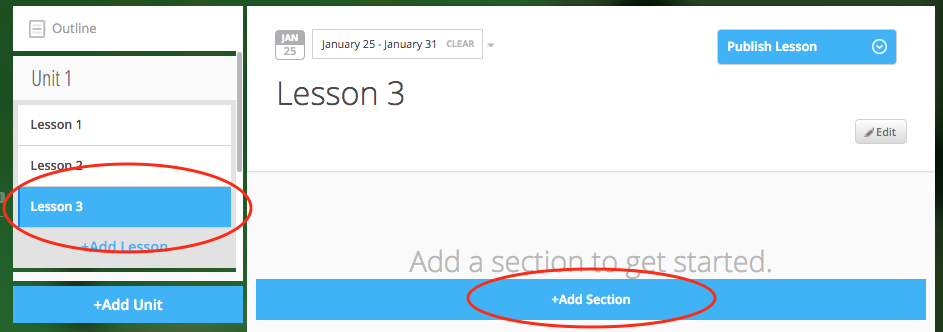 Outline
Unit 1
Lesson 1
Lesson 2
Lesson 3
+Add Lesson
+Add Unit
JAN
25
January 25 - January 31 CLEAR
Publish Lesson
Lesson 3
Edit
Add a section to get started.
+Add Section